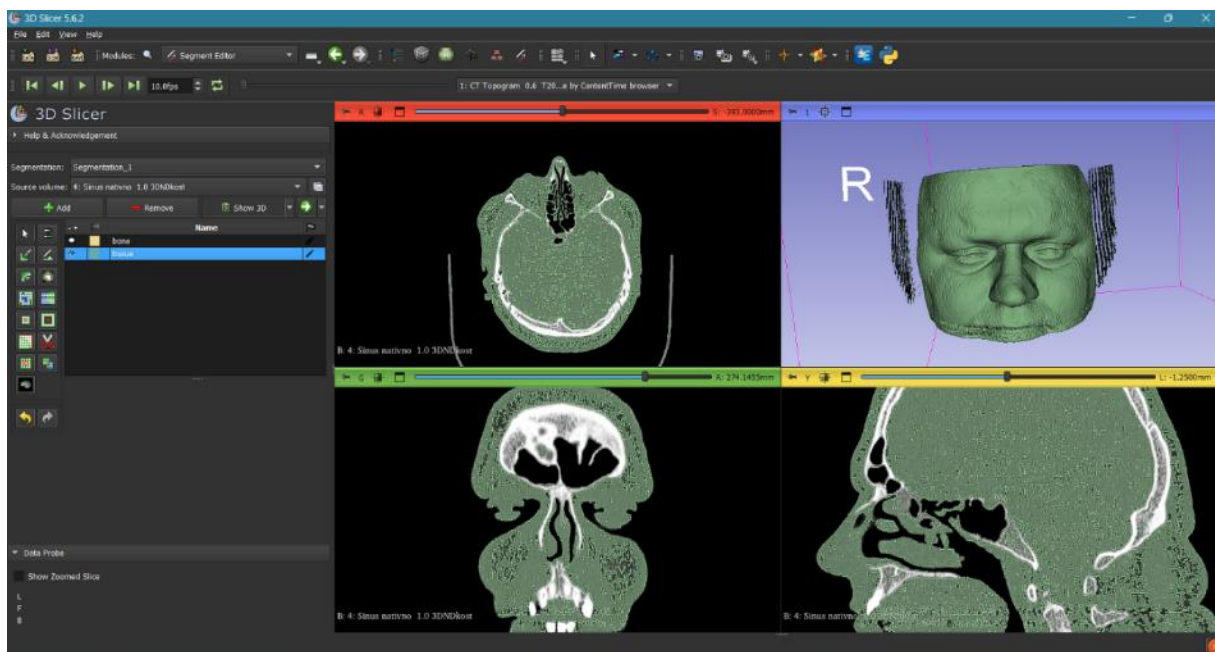 3D Slicer 5.6.2
File Edit View Help
Modules: Segment Editor
10.0fps
1: CT Topogram 0.6 T20...e by ContentTime browser
3D Slicer
Help & Acknowledgement
Segmentation: Segmentation_1
Source volume: 4: Sinus nativno 1.0 3DNDkost
Add Remove Show 3D
Name
bone
Data Probe
Show Zoomed Slice
L
F
B
R S: -393.0000mm
B: 4: Sinus nativno 1.0 3DNDkost
1
R
G A: 274.1455mm
B: 4: Sinus nativno 1.0 3DNDkost
Y L: -1.2500mm
B: 4: Sinus nativno